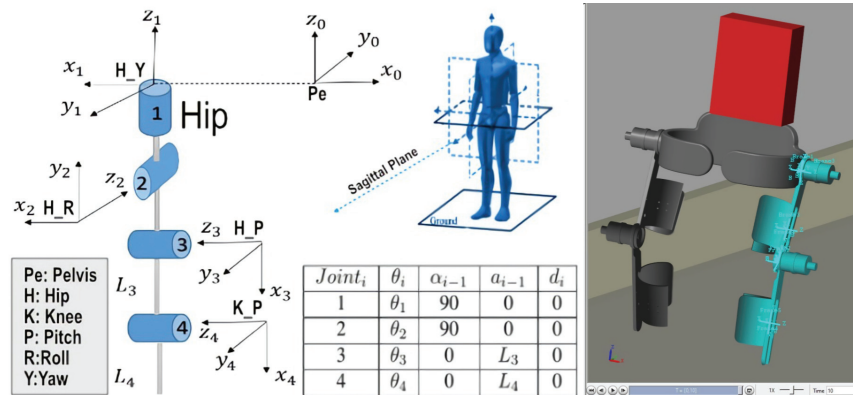 z₁
x₁
H_Y
y₁
1
Hip
z₀
y₀
x₀
Pe
y₂
z₂
2
x₂
H_R
3
z₃
H_P
y₃
x₃
L₃
K_P
4
z₄
y₄
x₄
L₄
Pe: Pelvis
H: Hip
K: Knee
P: Pitch
R:Roll
Y:Yaw
Sagittal Plane
Ground
Jointᵢ θᵢ αᵢ₋₁ aᵢ₋₁ dᵢ
1 θ₁ 90 0 0
2 θ₂ 90 0 0
3 θ₃ 0 L₃ 0
4 θ₄ 0 L₄ 0
1X
Time 10